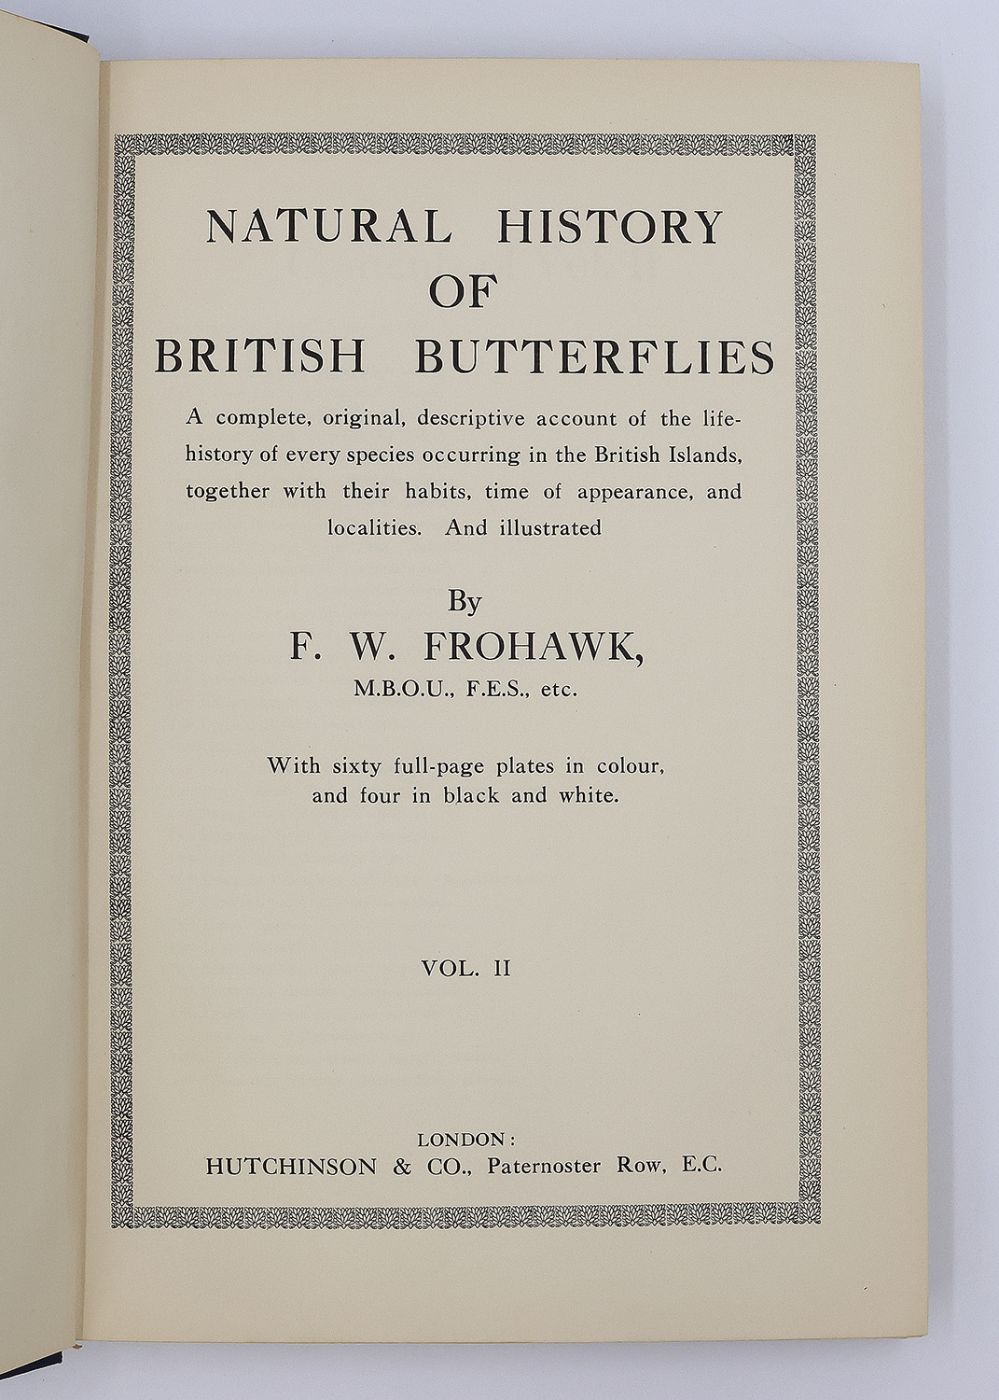 NATURAL HISTORY
OF
BRITISH BUTTERFLIES
A complete, original, descriptive account of the life-
history of every species occurring in the British Islands,
together with their habits, time of appearance, and
localities. And illustrated
By
F. W. FROHAWK,
M.B.O.U., F.E.S., etc.
With sixty full-page plates in colour,
and four in black and white.
VOL. II
LONDON:
HUTCHINSON & CO., Paternoster Row, E.C.